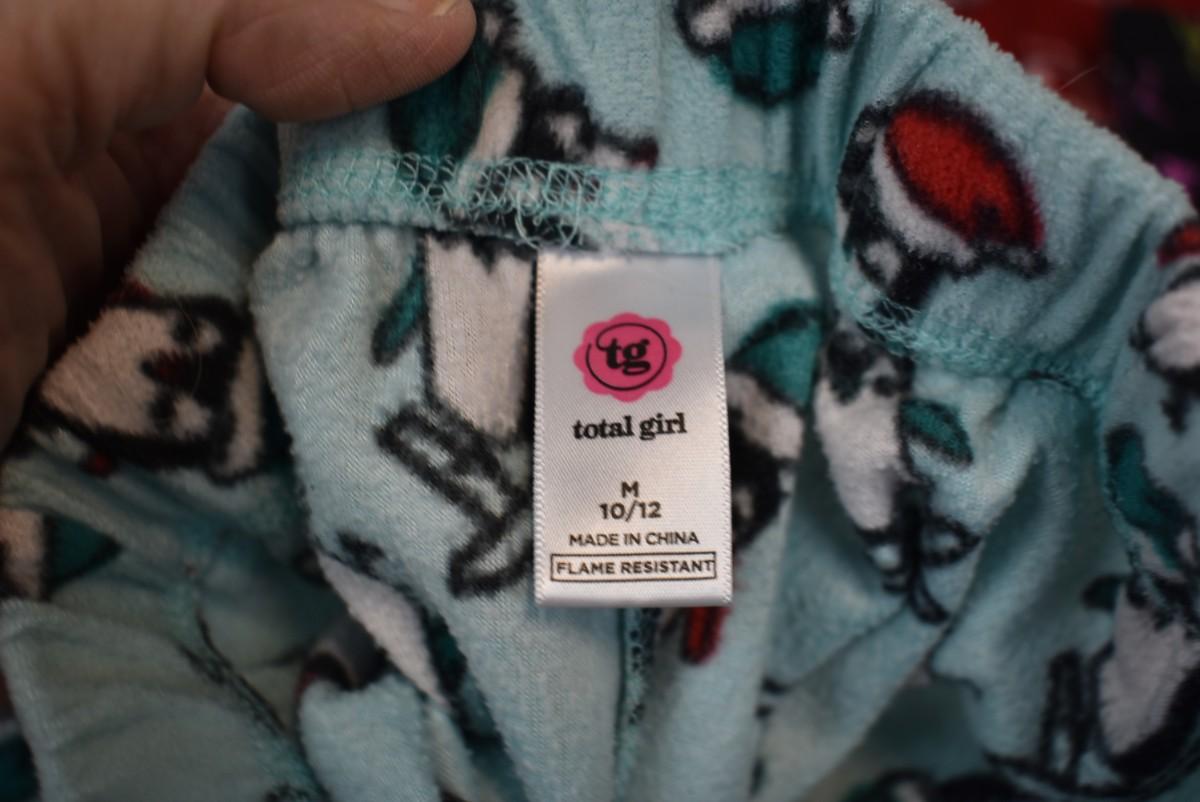 tg
total girl
M
10/12
MADE IN CHINA
FLAME RESISTANT